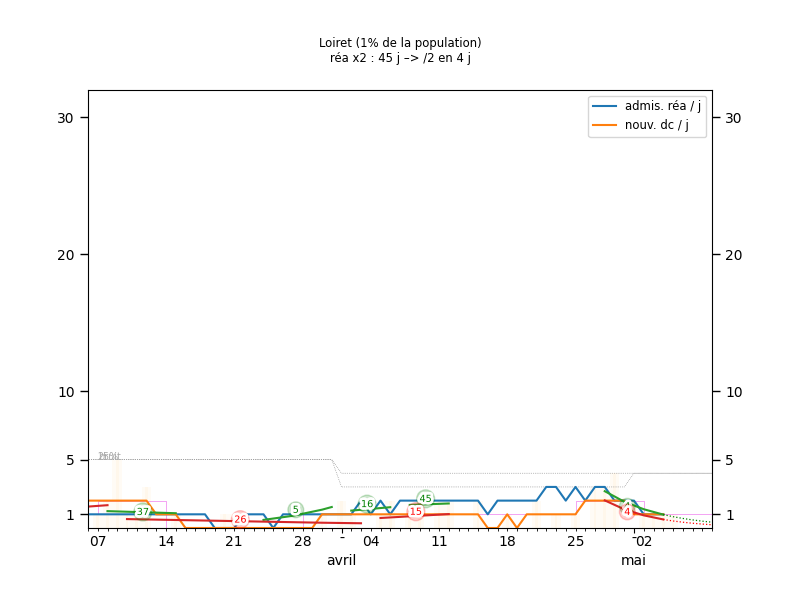 Loiret (1% de la population)
réa x2 : 45 j –> /2 en 4 j
admis. réa / j
nouv. dc / j
30 30
20 20
10 10
5 5
1 1
37 26 5 16 45 15 4
07 14 21 28 - 04 11 18 25 - 02
avril mai